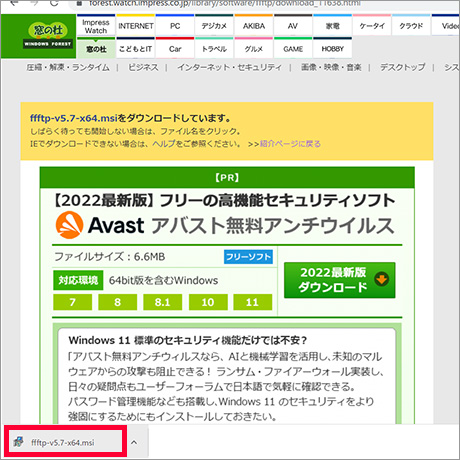 forest.watch.impress.co.jp/library/software/ffftp/download_11636.html
窓の杜
WINDOWS FOREST
Impress Watch
INTERNET
PC
デジカメ
AKIBA
AV
家電
ケータイ
クラウド
窓の杜
こどもとIT
Car
トラベル
グルメ
GAME
HOBBY
圧縮・解凍・ランタイム
ビジネス
インターネット・セキュリティ
画像・映像・音楽
デスクトップ
ffftp-v5.7-x64.msiをダウンロードしています。
しばらく待っても開始しない場合は、ファイル名をクリック。
IEでダウンロードできない場合は、ヘルプをご参照ください。 >>紹介ページに戻る
【PR】
【2022最新版】フリーの高機能セキュリティソフト
Avast アバスト無料アンチウイルス
ファイルサイズ：6.6MB
フリーソフト
対応環境 64bit版を含むWindows
7 8 8.1 10 11
2022最新版
ダウンロード
Windows 11 標準のセキュリティ機能だけでは不安？
「アバスト無料アンチウィルスなら、AIと機械学習を活用し、未知のマル
ウェアからの攻撃も阻止できる！ ランサム・ファイアーウォール実装し、
日々の疑問点もユーザーフォーラムで日本語で気軽に確認できる。
パスワード管理機能なども搭載し、Windows 11 のセキュリティをより
強固にするためにもインストールしておきたい。
ffftp-v5.7-x64.msi